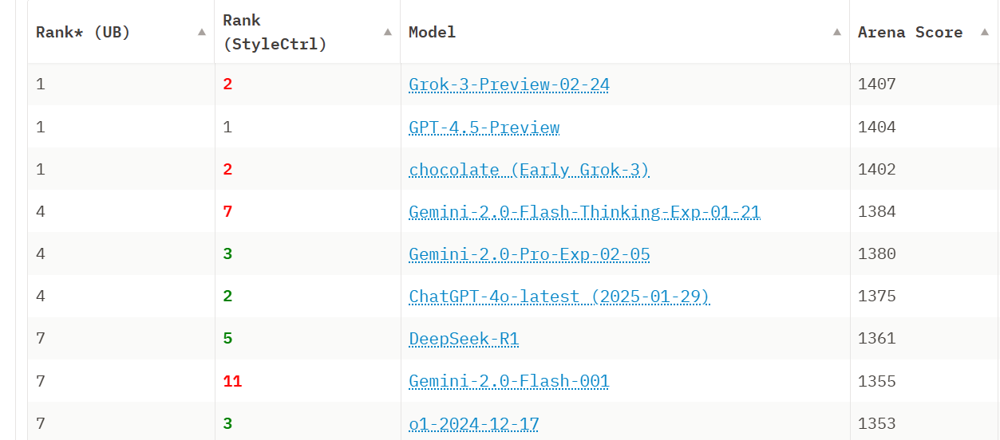 Rank* (UB) Rank (StyleCtrl) Model Arena Score
1 2 Grok-3-Preview-02-24 1407
1 1 GPT-4.5-Preview 1404
1 2 chocolate (Early Grok-3) 1402
4 7 Gemini-2.0-Flash-Thinking-Exp-01-21 1384
4 3 Gemini-2.0-Pro-Exp-02-05 1380
4 2 ChatGPT-4o-latest (2025-01-29) 1375
7 5 DeepSeek-R1 1361
7 11 Gemini-2.0-Flash-001 1355
7 3 o1-2024-12-17 1353